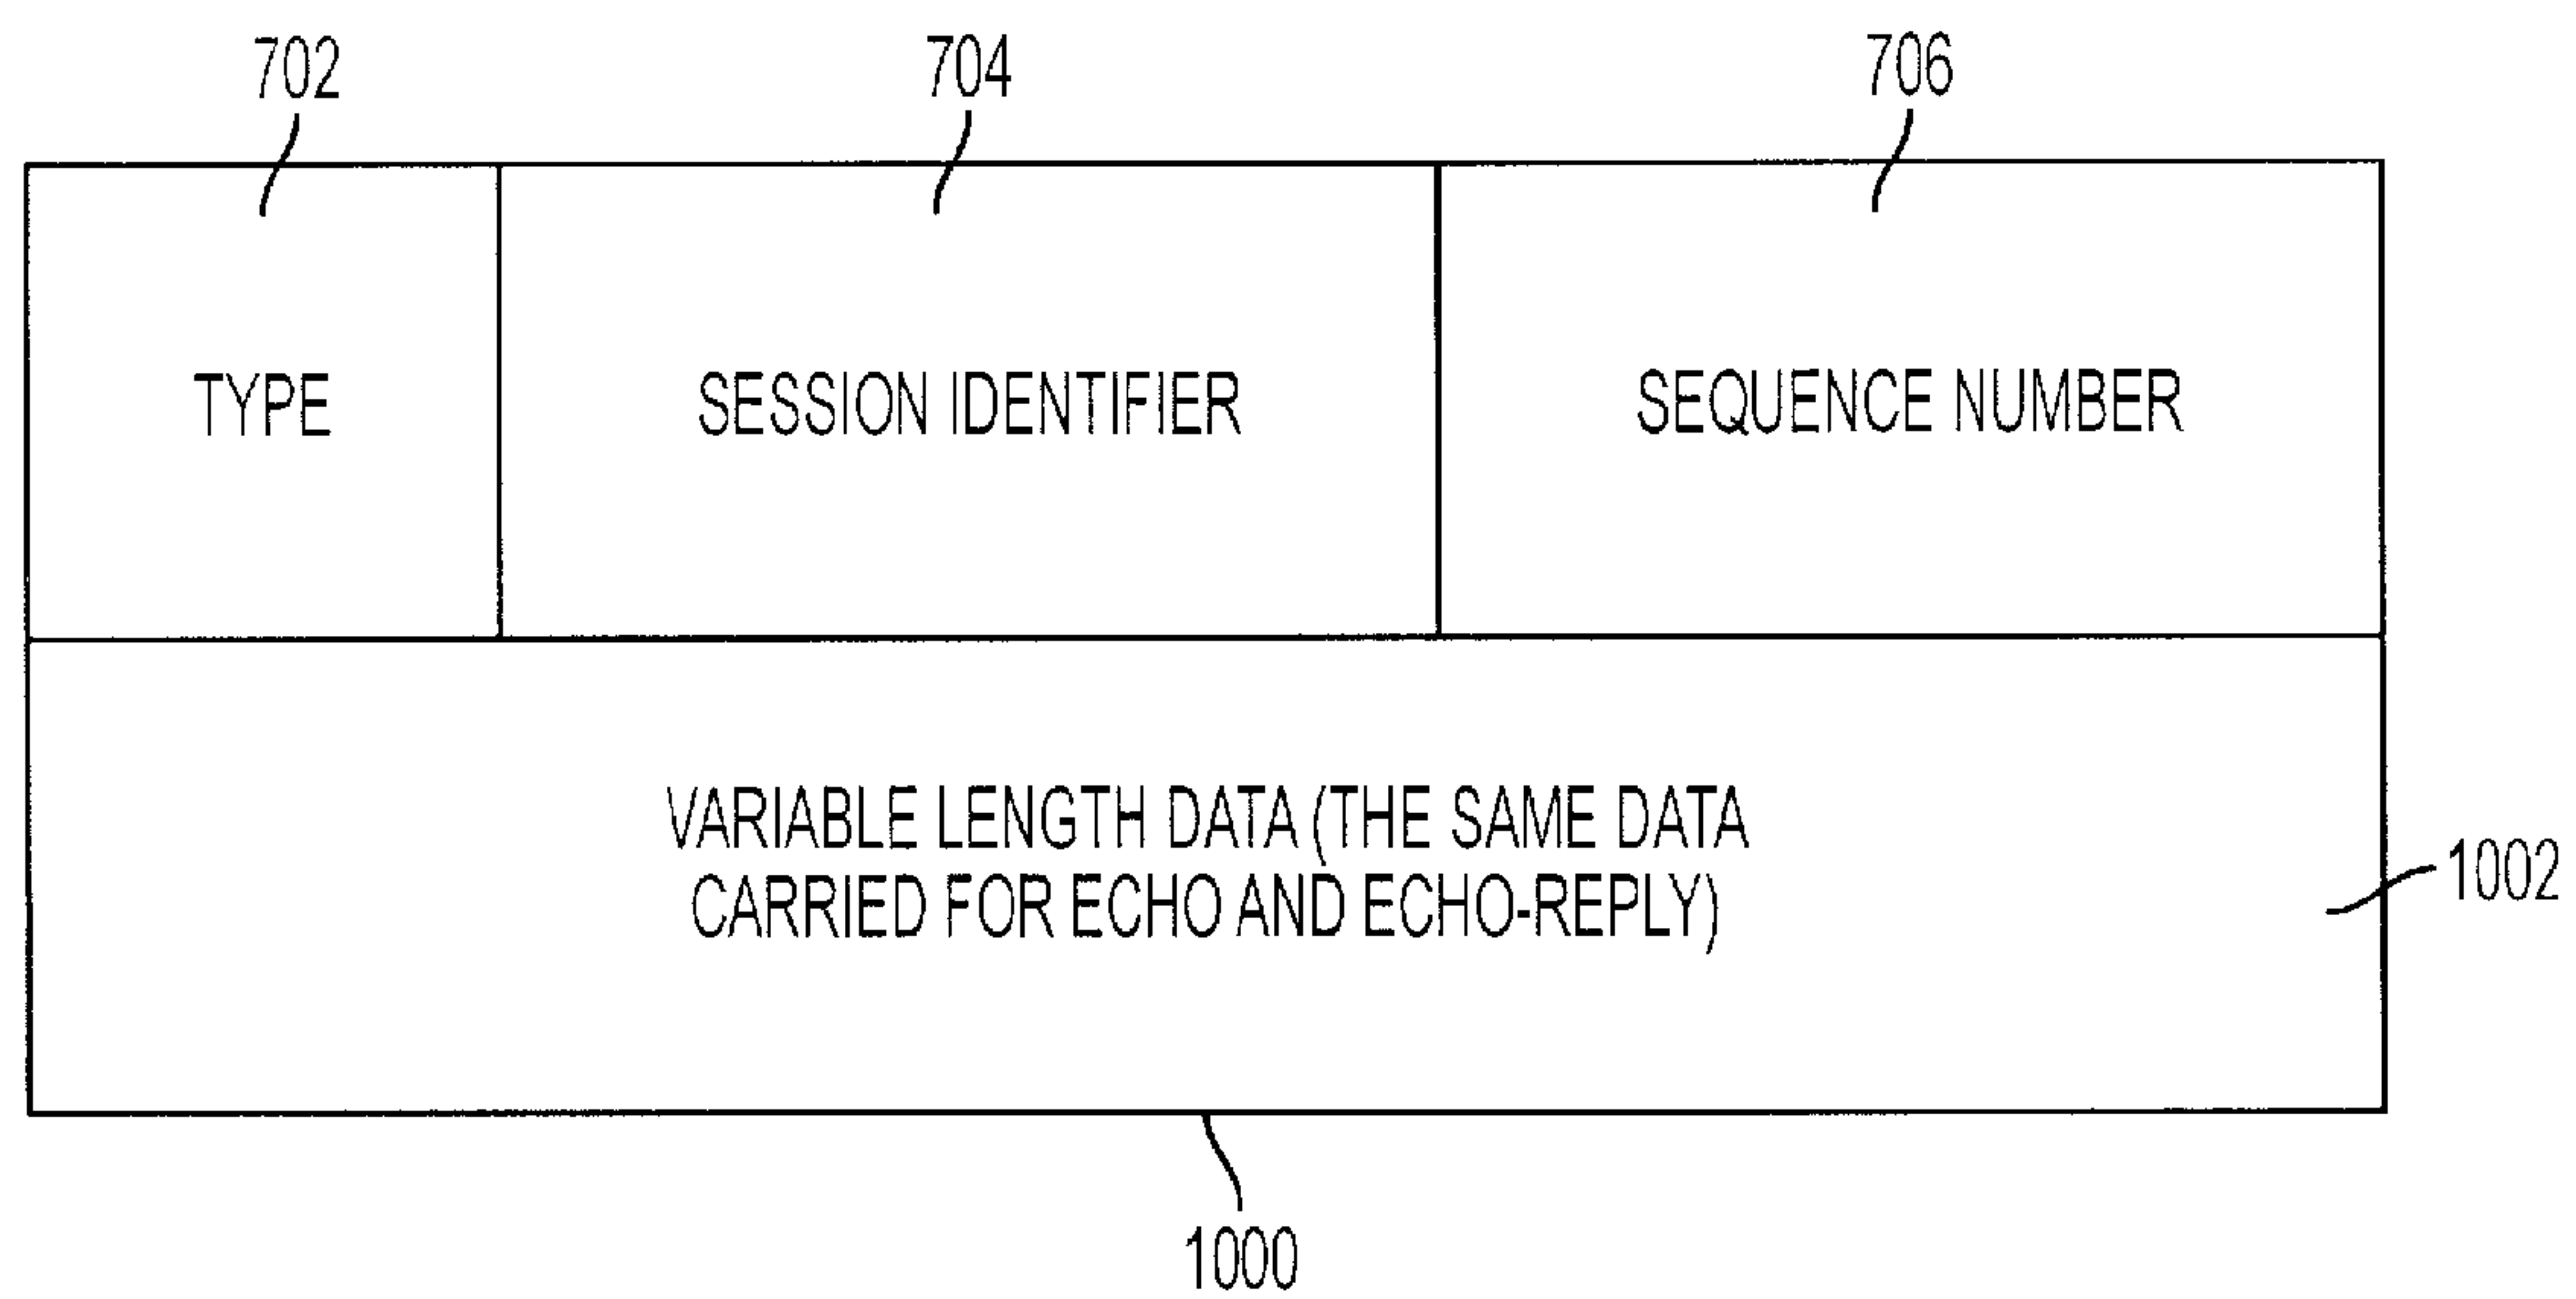 702
704
706
TYPE
SESSION IDENTIFIER
SEQUENCE NUMBER
VARIABLE LENGTH DATA (THE SAME DATA
CARRIED FOR ECHO AND ECHO-REPLY)
1002
1000